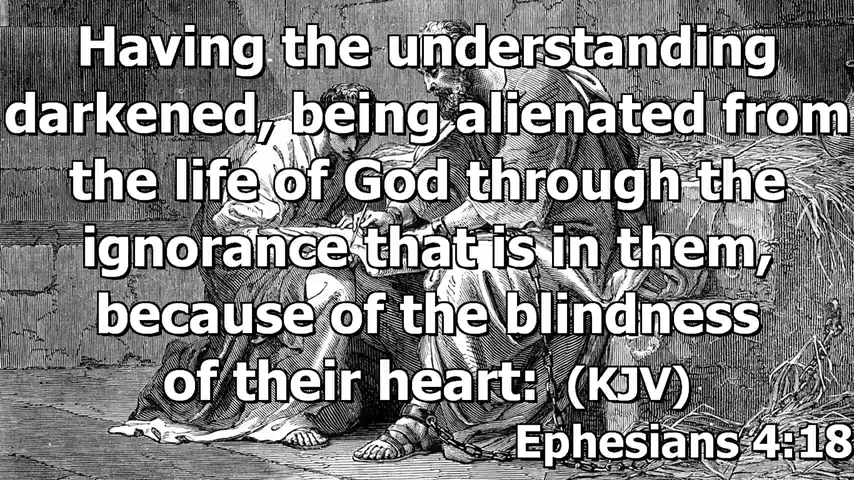 Having the understanding
darkened, being alienated from
the life of God through the
ignorance that is in them,
because of the blindness
of their heart: (KJV)
Ephesians 4:18